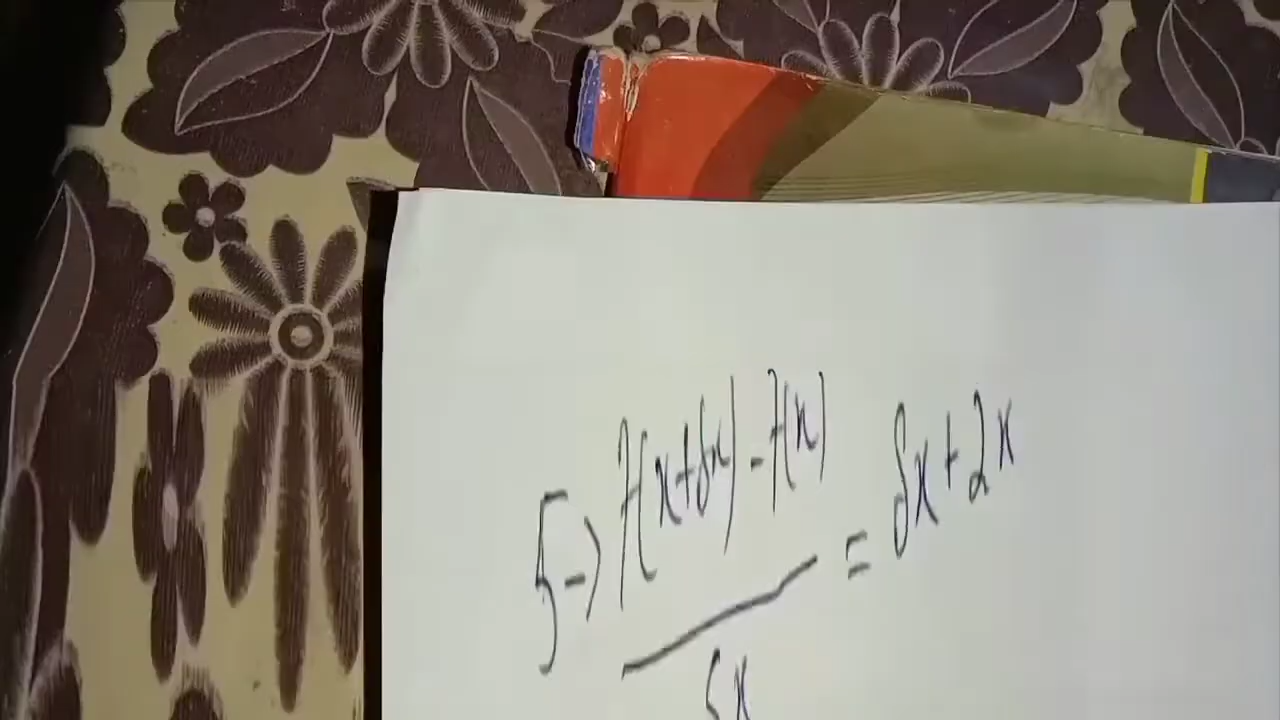 5→ f(x+δx) - f(x) = δx + 2x
δx